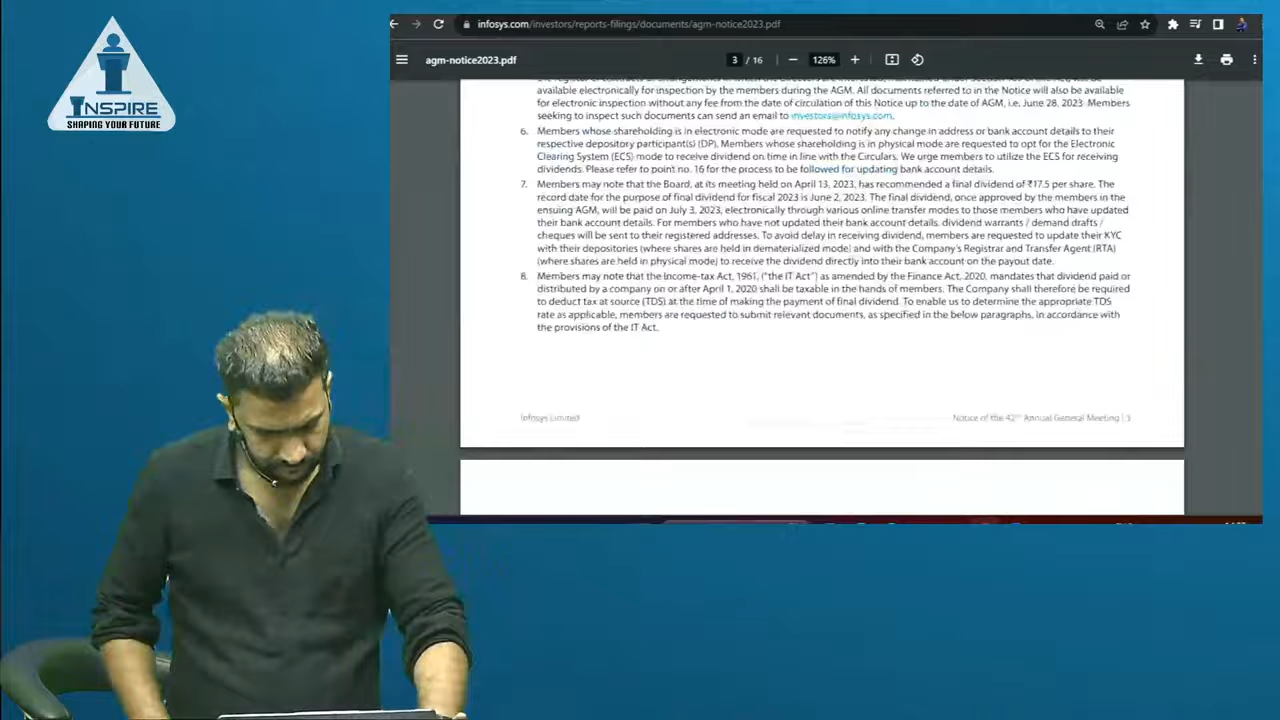 INSPIRE
SHAPING YOUR FUTURE
infosys.com/investors/reports-filings/documents/agm-notice2023.pdf
agm-notice2023.pdf
3 / 16
126%
available electronically for inspection by the members during the AGM. All documents referred to in the Notice will also be available
for electronic inspection without any fee from the date of circulation of this Notice up to the date of AGM, i.e. June 28, 2023 Members
seeking to inspect such documents can send an email to investors@infosys.com.
6. Members whose shareholding is in electronic mode are requested to notify any change in address or bank account details to their
respective depository participant(s) (DP). Members whose shareholding is in physical mode are requested to opt for the Electronic
Clearing System (ECS) mode to receive dividend on time in line with the Circulars. We urge members to utilize the ECS for receiving
dividends. Please refer to point no. 16 for the process to be followed for updating bank account details.
7. Members may note that the Board, at its meeting held on April 13, 2023, has recommended a final dividend of ₹17.5 per share. The
record date for the purpose of final dividend for fiscal 2023 is June 2, 2023. The final dividend, once approved by the members in the
ensuing AGM, will be paid on July 3, 2023, electronically through various online transfer modes to those members who have updated
their bank account details. For members who have not updated their bank account details, dividend warrants / demand drafts /
cheques will be sent to their registered addresses. To avoid delay in receiving dividend, members are requested to update their KYC
with their depositories (where shares are held in dematerialized mode) and with the Company's Registrar and Transfer Agent (RTA)
(where shares are held in physical mode) to receive the dividend directly into their bank account on the payout date.
8. Members may note that the Income-tax Act, 1961, ("the IT Act") as amended by the Finance Act, 2020, mandates that dividend paid or
distributed by a company on or after April 1, 2020 shall be taxable in the hands of members. The Company shall therefore be required
to deduct tax at source (TDS) at the time of making the payment of final dividend. To enable us to determine the appropriate TDS
rate as applicable, members are requested to submit relevant documents, as specified in the below paragraphs, in accordance with
the provisions of the IT Act.
Infosys Limited
Notice of the 42nd Annual General Meeting | 3